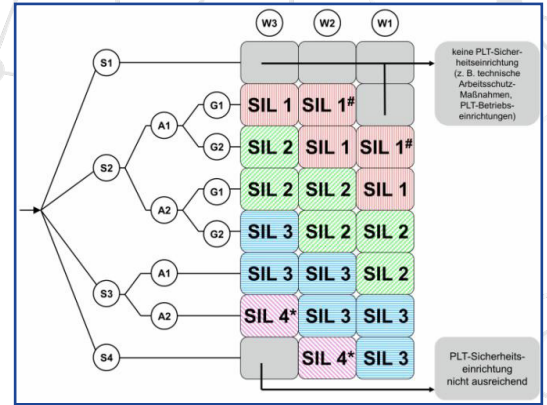 W3 W2 W1
S1
keine PLT-Sicher-
heitseinrichtung
(z. B. technische
Arbeitsschutz-
Maßnahmen,
PLT-Betriebs-
einrichtungen)
G1 SIL 1 SIL 1#
A1
G2 SIL 2 SIL 1 SIL 1#
S2
G1 SIL 2 SIL 2 SIL 1
A2
G2 SIL 3 SIL 2 SIL 2
A1 SIL 3 SIL 3 SIL 2
S3
A2 SIL 4* SIL 3 SIL 3
S4 SIL 4* SIL 3
PLT-Sicherheits-
einrichtung
nicht ausreichend